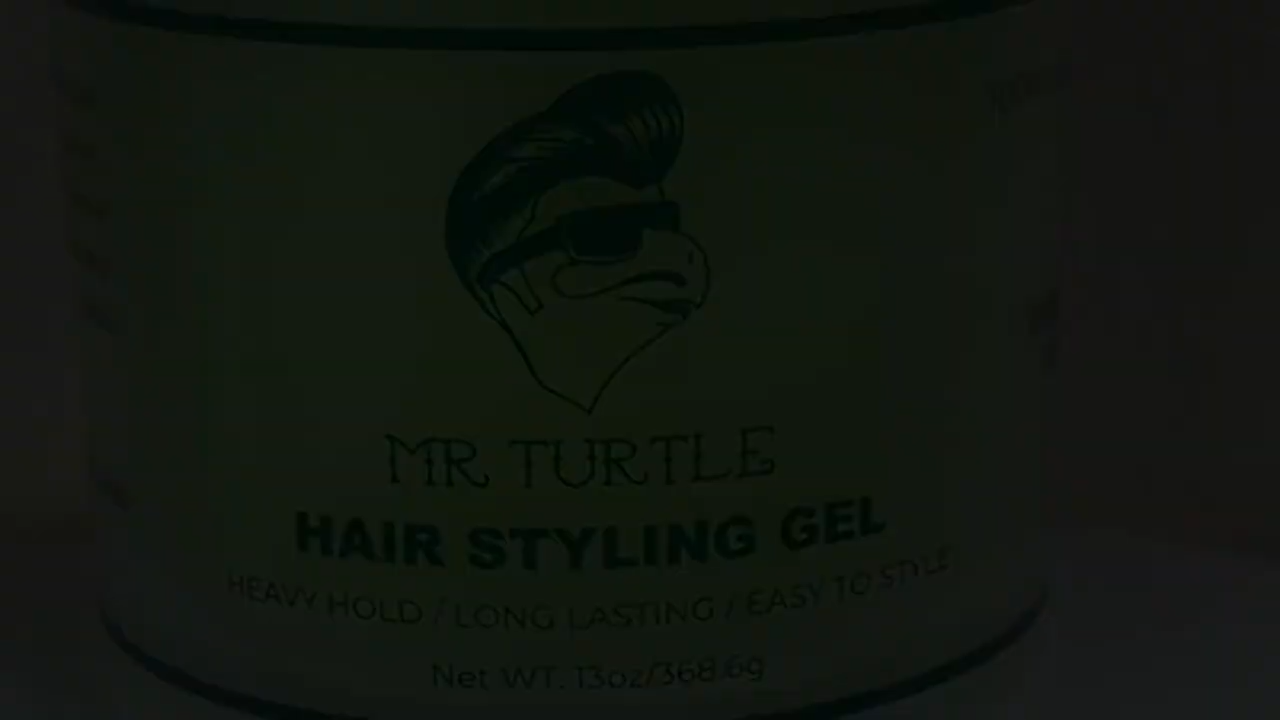 MR TURTLE
HAIR STYLING GEL
HEAVY HOLD / LONG LASTING / EASY TO STYLE
Net WT. 13oz/368.6g